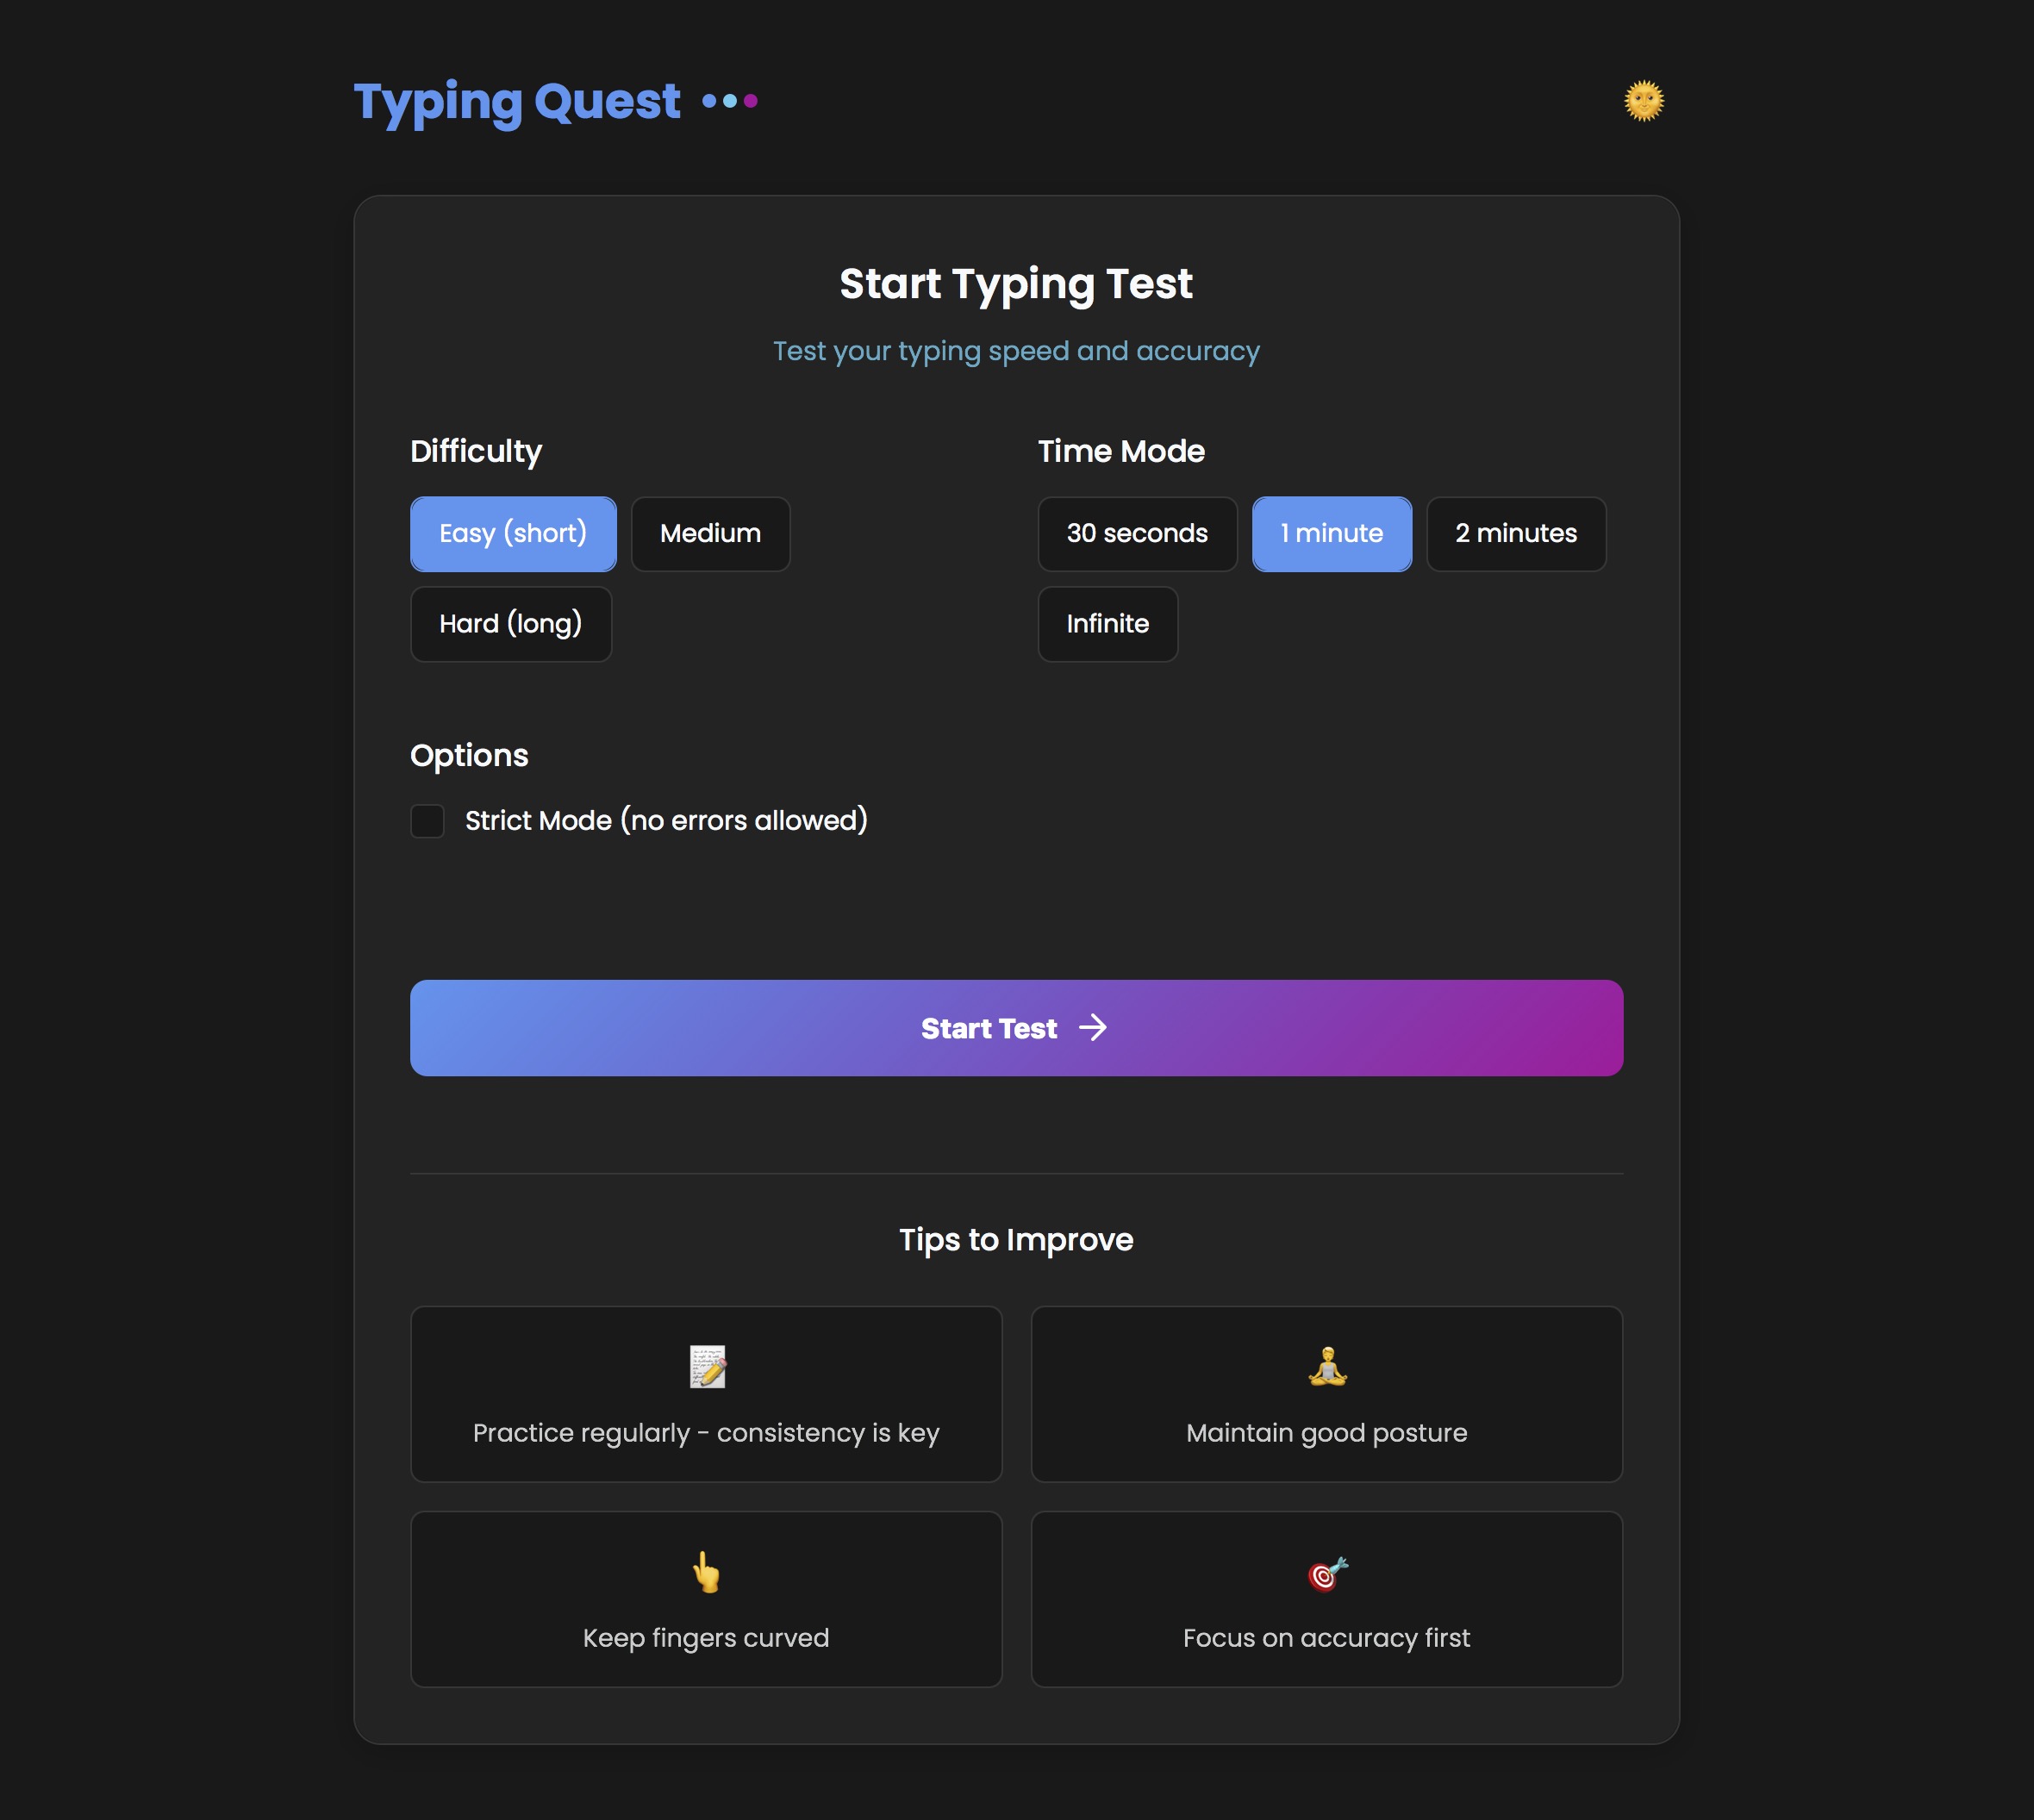 Typing Quest
Start Typing Test
Test your typing speed and accuracy
Difficulty
Easy (short)
Medium
Hard (long)
Time Mode
30 seconds
1 minute
2 minutes
Infinite
Options
Strict Mode (no errors allowed)
Start Test →
Tips to Improve
Practice regularly - consistency is key
Maintain good posture
Keep fingers curved
Focus on accuracy first